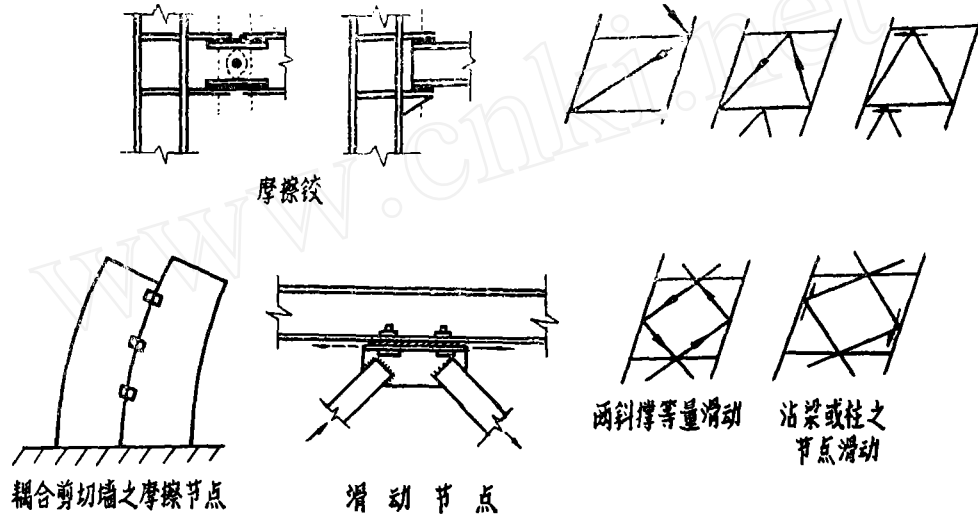 www.cnki.net
摩擦铰
两斜撑等量滑动
沾梁或柱之
节点滑动
耦合剪切墙之摩擦节点
滑动节点